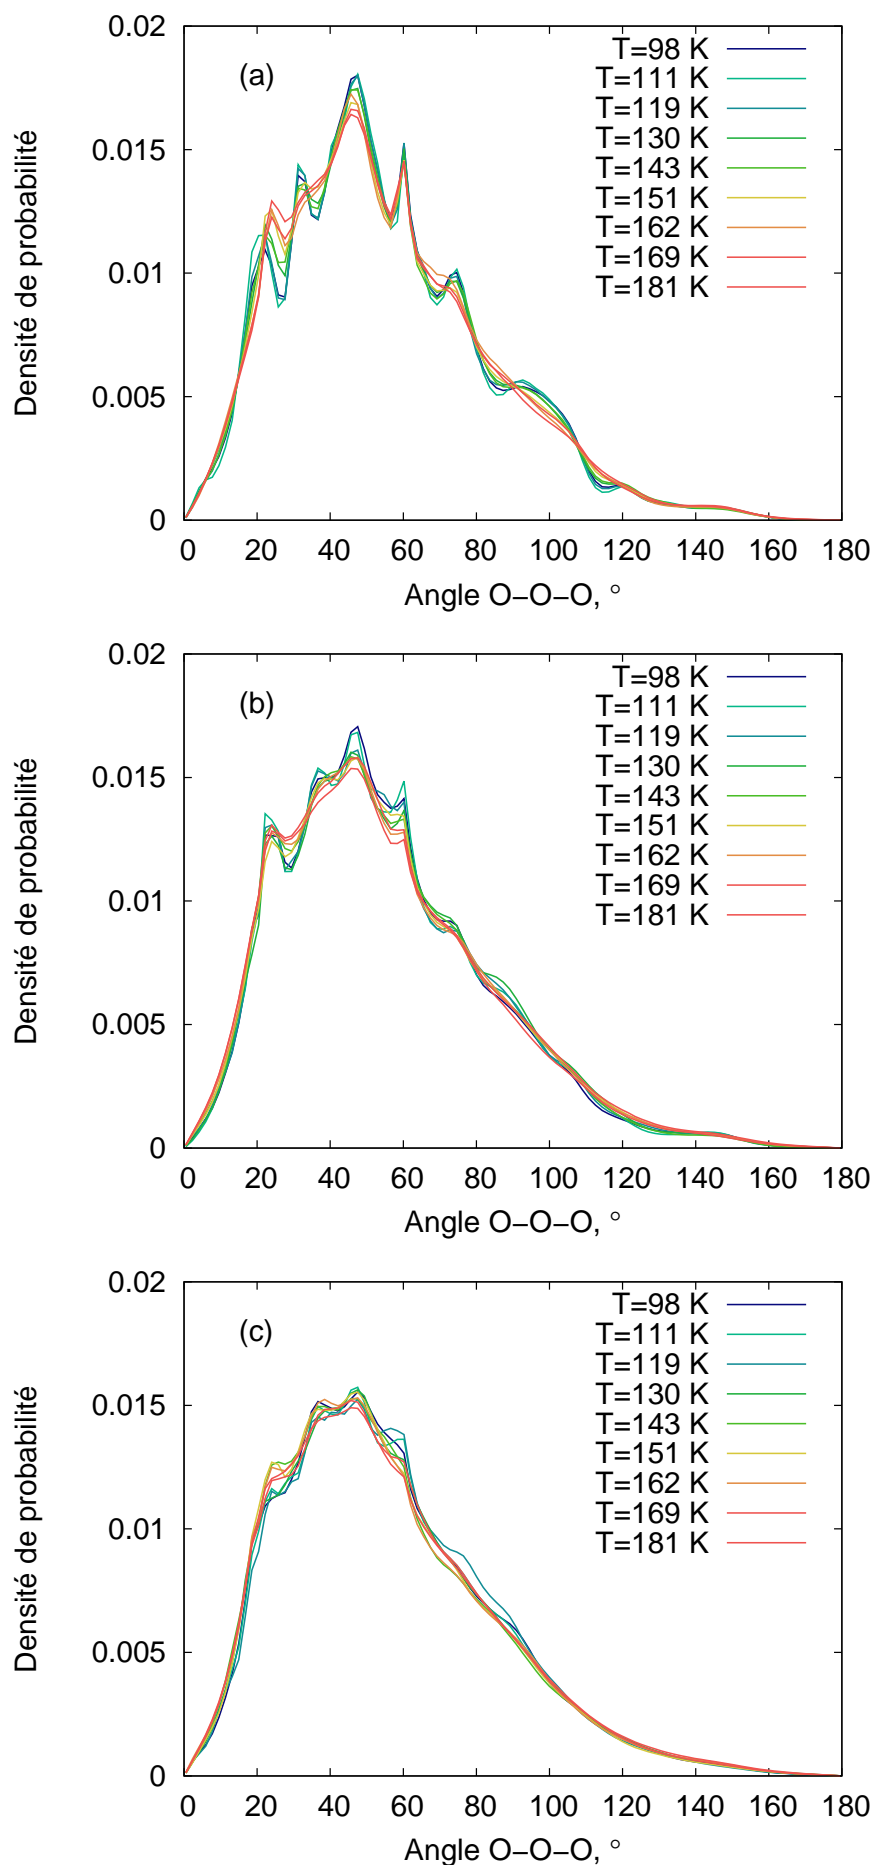 0.02
(a)
T=98 K
T=111 K
T=119 K
T=130 K
T=143 K
T=151 K
T=162 K
T=169 K
T=181 K
0.015
0.01
0.005
0
Densité de probabilité
0 20 40 60 80 100 120 140 160 180
Angle O−O−O, °
0.02
(b)
T=98 K
T=111 K
T=119 K
T=130 K
T=143 K
T=151 K
T=162 K
T=169 K
T=181 K
0.015
0.01
0.005
0
Densité de probabilité
0 20 40 60 80 100 120 140 160 180
Angle O−O−O, °
0.02
(c)
T=98 K
T=111 K
T=119 K
T=130 K
T=143 K
T=151 K
T=162 K
T=169 K
T=181 K
0.015
0.01
0.005
0
Densité de probabilité
0 20 40 60 80 100 120 140 160 180
Angle O−O−O, °